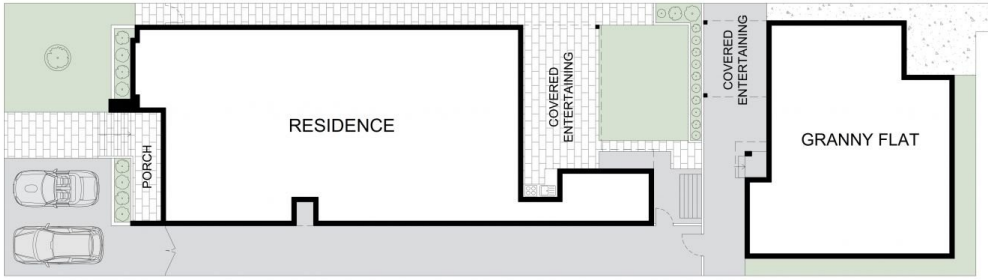 RESIDENCE
PORCH
COVERED
ENTERTAINING
COVERED
ENTERTAINING
GRANNY FLAT